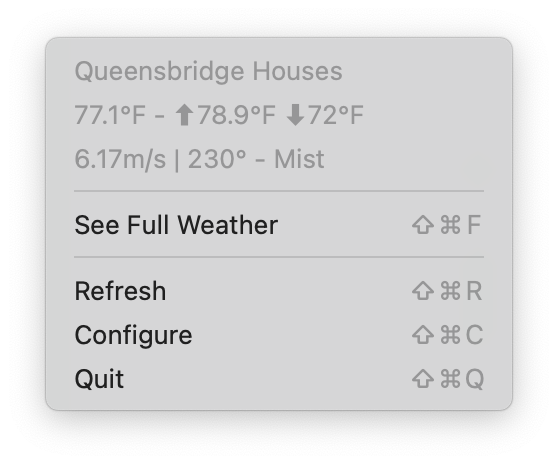 Queensbridge Houses
77.1°F - ⬆78.9°F ⬇72°F
6.17m/s | 230° - Mist
See Full Weather ⇧⌘F
Refresh ⇧⌘R
Configure ⇧⌘C
Quit ⇧⌘Q